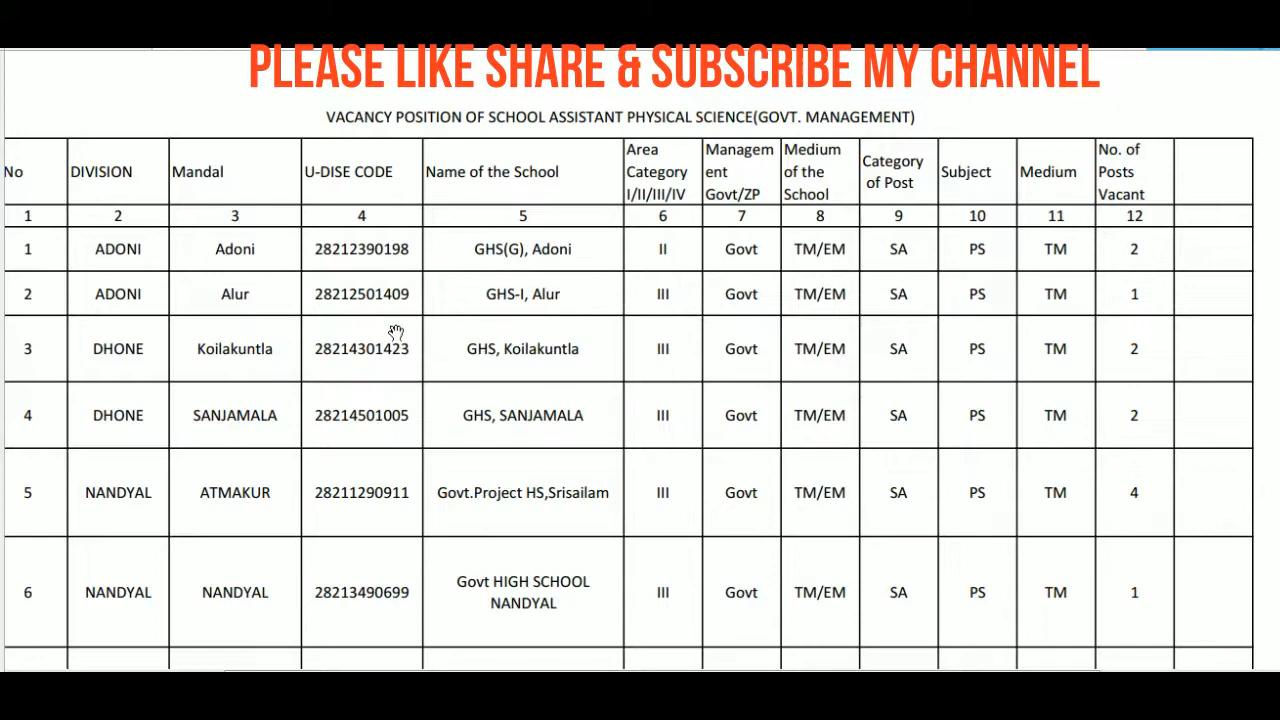 PLEASE LIKE SHARE & SUBSCRIBE MY CHANNEL
VACANCY POSITION OF SCHOOL ASSISTANT PHYSICAL SCIENCE(GOVT. MANAGEMENT)
No DIVISION Mandal U-DISE CODE Name of the School Area Category I/II/III/IV Managem ent Govt/ZP Medium of the School Category of Post Subject Medium No. of Posts Vacant
1 2 3 4 5 6 7 8 9 10 11 12
1 ADONI Adoni 28212390198 GHS(G), Adoni II Govt TM/EM SA PS TM 2
2 ADONI Alur 28212501409 GHS-I, Alur III Govt TM/EM SA PS TM 1
3 DHONE Koilakuntla 28214301423 GHS, Koilakuntla III Govt TM/EM SA PS TM 2
4 DHONE SANJAMALA 28214501005 GHS, SANJAMALA III Govt TM/EM SA PS TM 2
5 NANDYAL ATMAKUR 28211290911 Govt.Project HS,Srisailam III Govt TM/EM SA PS TM 4
6 NANDYAL NANDYAL 28213490699 Govt HIGH SCHOOL NANDYAL III Govt TM/EM SA PS TM 1